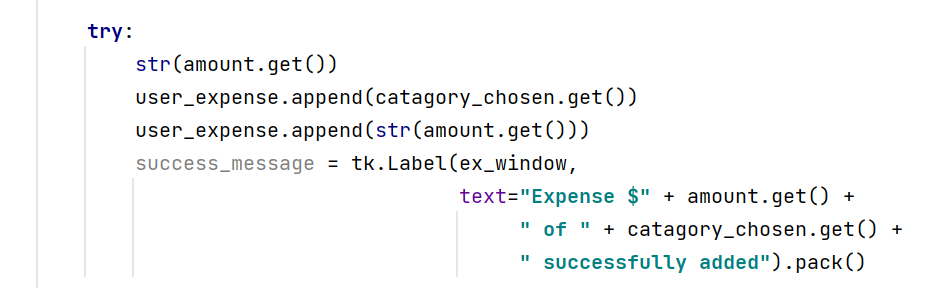 try:
str(amount.get())
user_expense.append(catagory_chosen.get())
user_expense.append(str(amount.get()))
success_message = tk.Label(ex_window,
text="Expense $" + amount.get() +
" of " + catagory_chosen.get() +
" successfully added").pack()